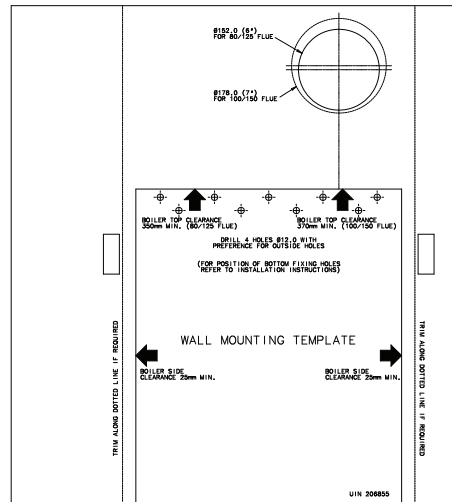 Ø152.0 (6")
FOR 80/125 FLUE
Ø178.0 (7")
FOR 100/150 FLUE
BOILER TOP CLEARANCE
350mm MIN. (80/125 FLUE)
BOILER TOP CLEARANCE
370mm MIN. (100/150 FLUE)
DRILL 4 HOLES Ø12.0 WITH
PREFERENCE FOR OUTSIDE HOLES
(FOR POSITION OF BOTTOM FIXING HOLES
REFER TO INSTALLATION INSTRUCTIONS)
WALL MOUNTING TEMPLATE
BOILER SIDE
CLEARANCE 25mm MIN.
BOILER SIDE
CLEARANCE 25mm MIN.
TRIM ALONG DOTTED LINE IF REQUIRED
TRIM ALONG DOTTED LINE IF REQUIRED
UIN 206855